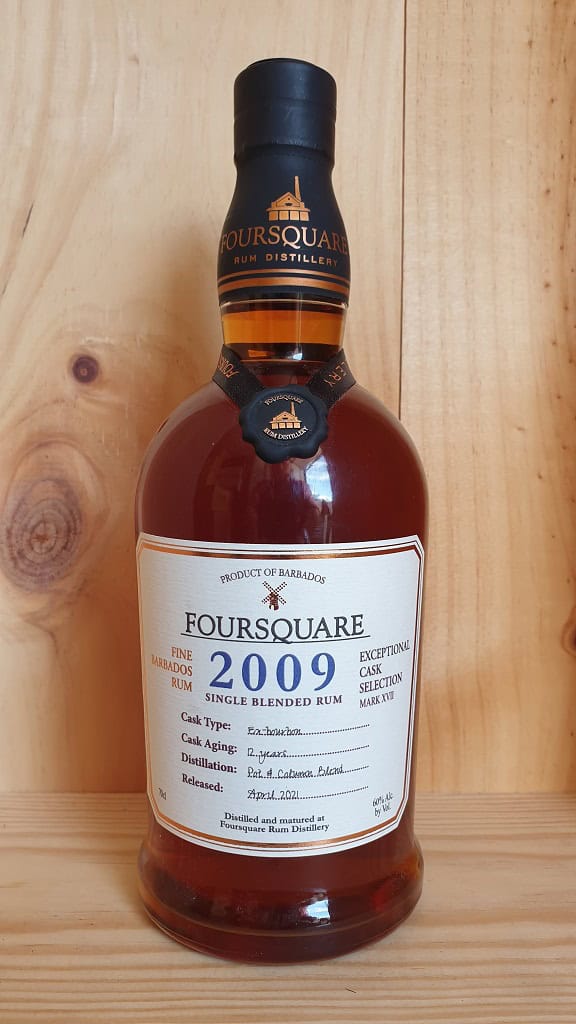 FOURSQUARE
RUM DISTILLERY
FOURS
LLERY
FOURSQUARE
RUM DISTILLERY
PRODUCT OF BARBADOS
FOURSQUARE
FINE
BARBADOS
RUM
2009
EXCEPTIONAL
CASK
SELECTION
MARK XVII
SINGLE BLENDED RUM
Cask Type: Ex-bourbon
Cask Aging: 12 years
Distillation: Pot & Column Blend
Released: April 2021
70cl
60% Alc.
by Vol.
Distilled and matured at
Foursquare Rum Distillery